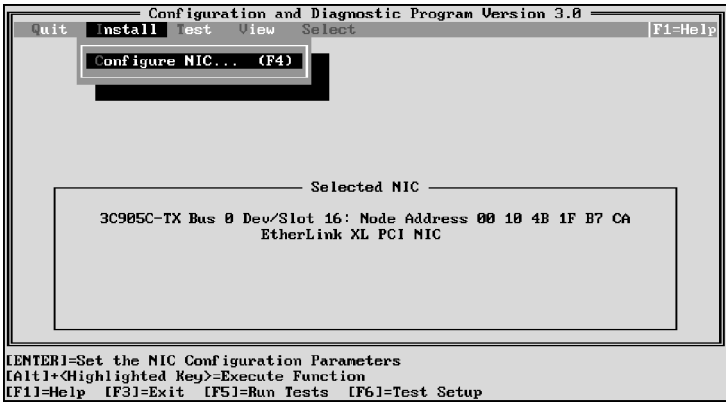 Configuration and Diagnostic Program Version 3.0
Quit Install Test View Select F1=Help
Configure NIC... (F4)
Selected NIC
3C905C-TX Bus 0 Dev/Slot 16: Node Address 00 10 4B 1F B7 CA
EtherLink XL PCI NIC
[ENTER]=Set the NIC Configuration Parameters
[Alt]+<Highlighted Key>=Execute Function
[F1]=Help [F3]=Exit [F5]=Run Tests [F6]=Test Setup